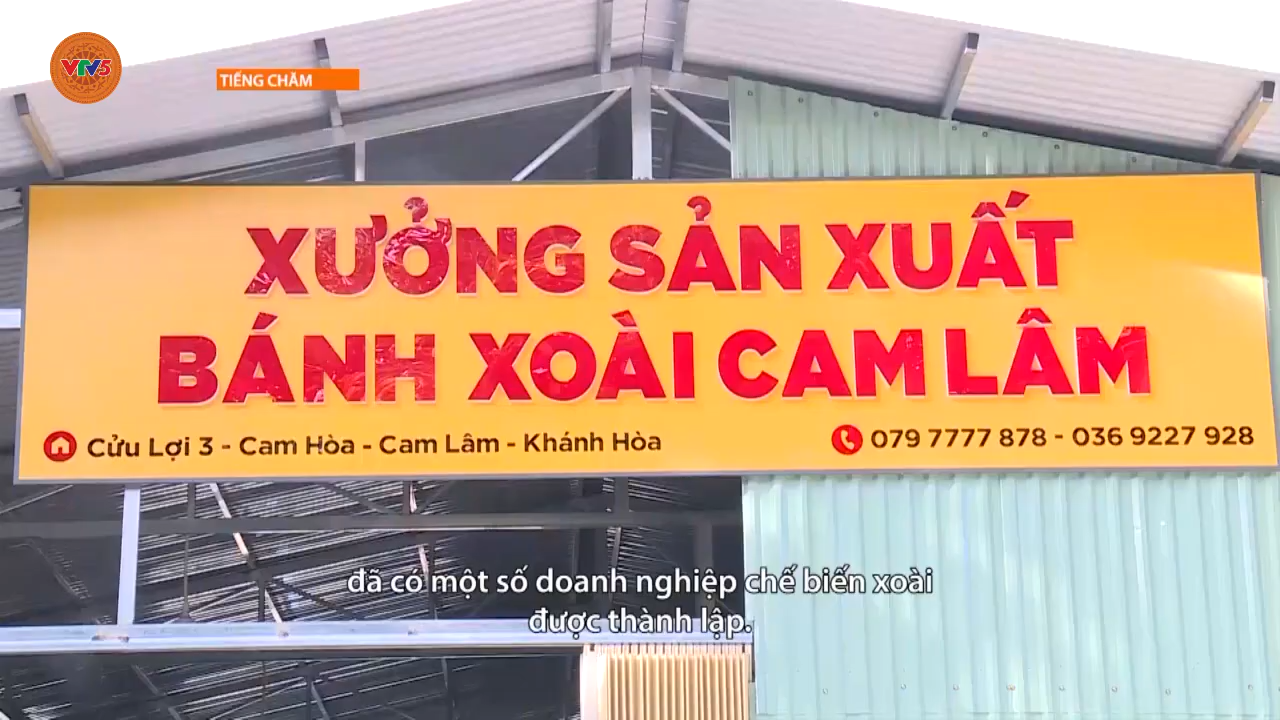 VTV5
TIẾNG CHĂM
XƯỞNG SẢN XUẤT
BÁNH XOÀI CAM LÂM
Cửu Lợi 3 - Cam Hòa - Cam Lâm - Khánh Hòa
079 7777 878 - 036 9227 928
đã có một số doanh nghiệp chế biến xoài
được thành lập.